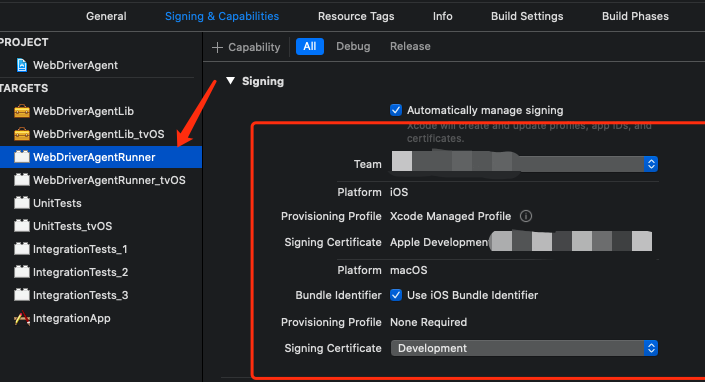 General Signing & Capabilities Resource Tags Info Build Settings Build Phases
PROJECT
WebDriverAgent
TARGETS
WebDriverAgentLib
WebDriverAgentLib_tvOS
WebDriverAgentRunner
WebDriverAgentRunner_tvOS
UnitTests
UnitTests_tvOS
IntegrationTests_1
IntegrationTests_2
IntegrationTests_3
IntegrationApp
+ Capability All Debug Release
Signing
Automatically manage signing
Xcode will create and update profiles, app IDs, and
certificates.
Team
Platform iOS
Provisioning Profile Xcode Managed Profile
Signing Certificate Apple Development
Platform macOS
Bundle Identifier Use iOS Bundle Identifier
Provisioning Profile None Required
Signing Certificate Development